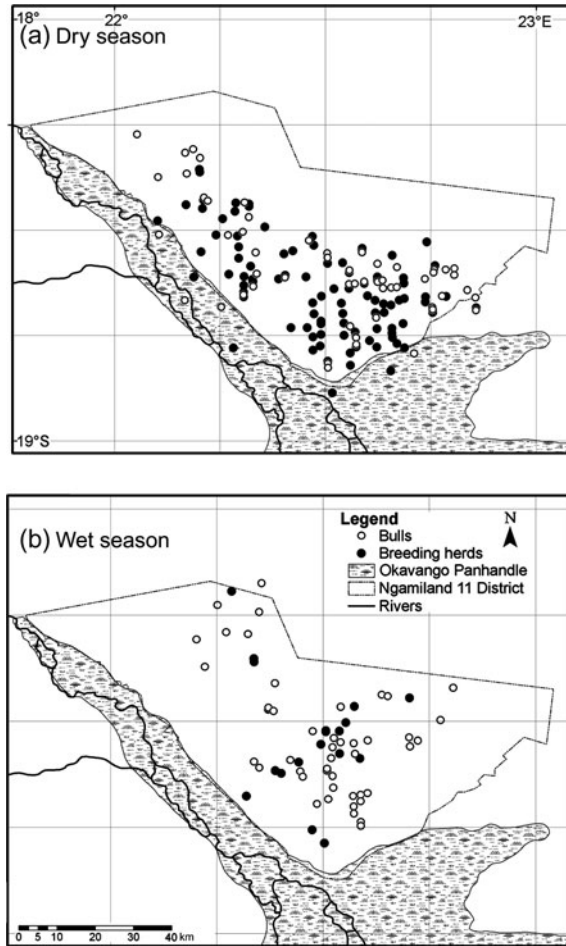 18°
22°
23°E
(a) Dry season
19°S
(b) Wet season
Legend
N
Bulls
Breeding herds
Okavango Panhandle
Ngamiland 11 District
Rivers
0 5 10 20 30 40 km